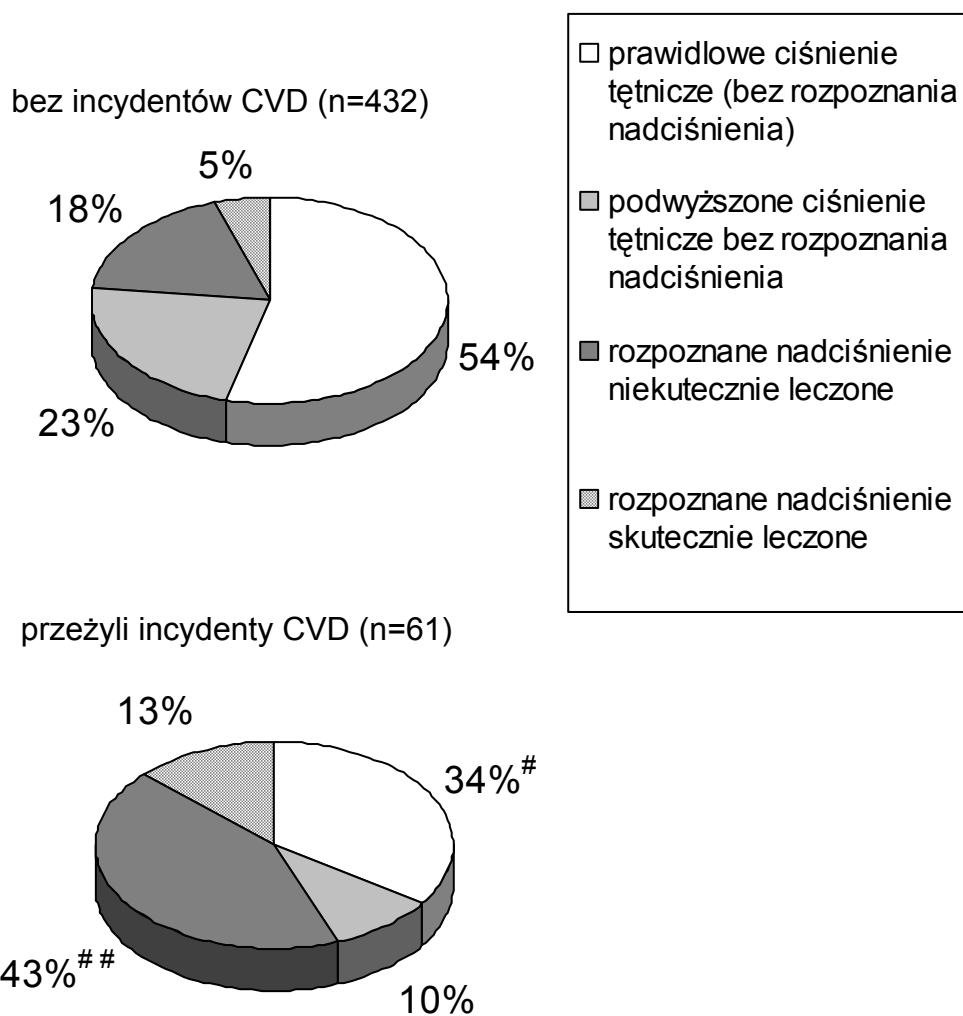 bez incydentów CVD (n=432)
5%
18%
54%
23%
prawidlowe ciśnienie
tętnicze (bez rozpoznania
nadciśnienia)
podwyższone ciśnienie
tętnicze bez rozpoznania
nadciśnienia
rozpoznane nadciśnienie
niekutecznie leczone
rozpoznane nadciśnienie
skutecznie leczone
przeżyli incydenty CVD (n=61)
13%
34%#
43%# #
10%